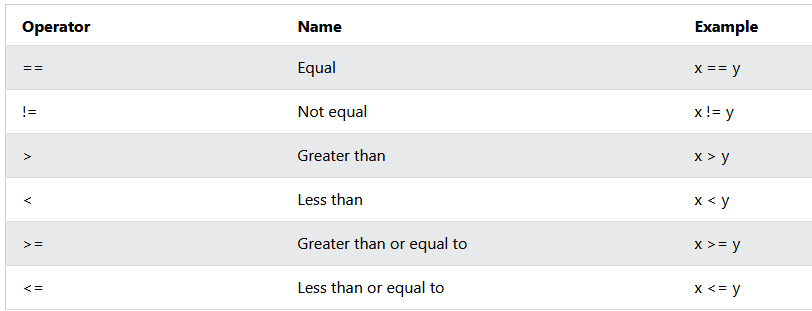 Operator Name Example
== Equal x == y
!= Not equal x != y
> Greater than x > y
< Less than x < y
>= Greater than or equal to x >= y
<= Less than or equal to x <= y